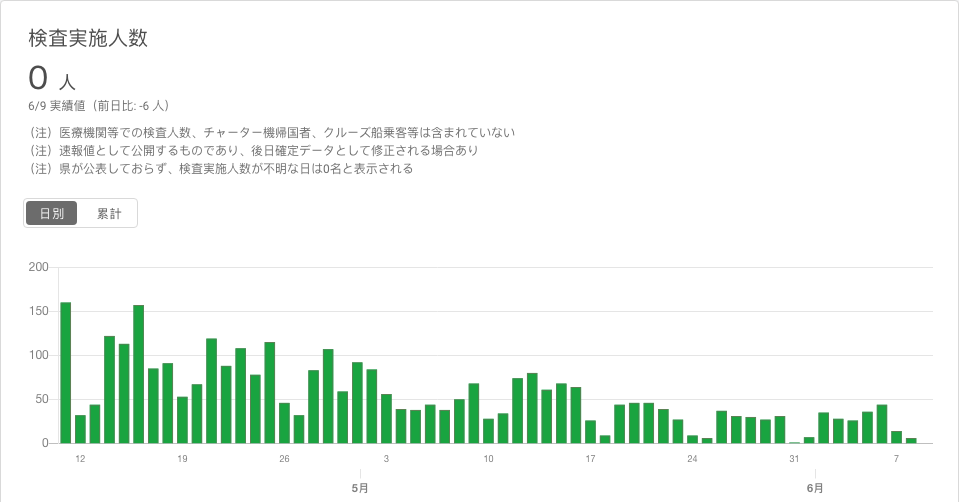 検査実施人数
0 人
6/9 実績値（前日比: -6 人）
（注）医療機関等での検査人数、チャーター機帰国者、クルーズ船乗客等は含まれていない
（注）速報値として公開するものであり、後日確定データとして修正される場合あり
（注）県が公表しておらず、検査実施人数が不明な日は0名と表示される
日別 累計
200
150
100
50
0
12 19 26 3 10 17 24 31 7
5月 6月